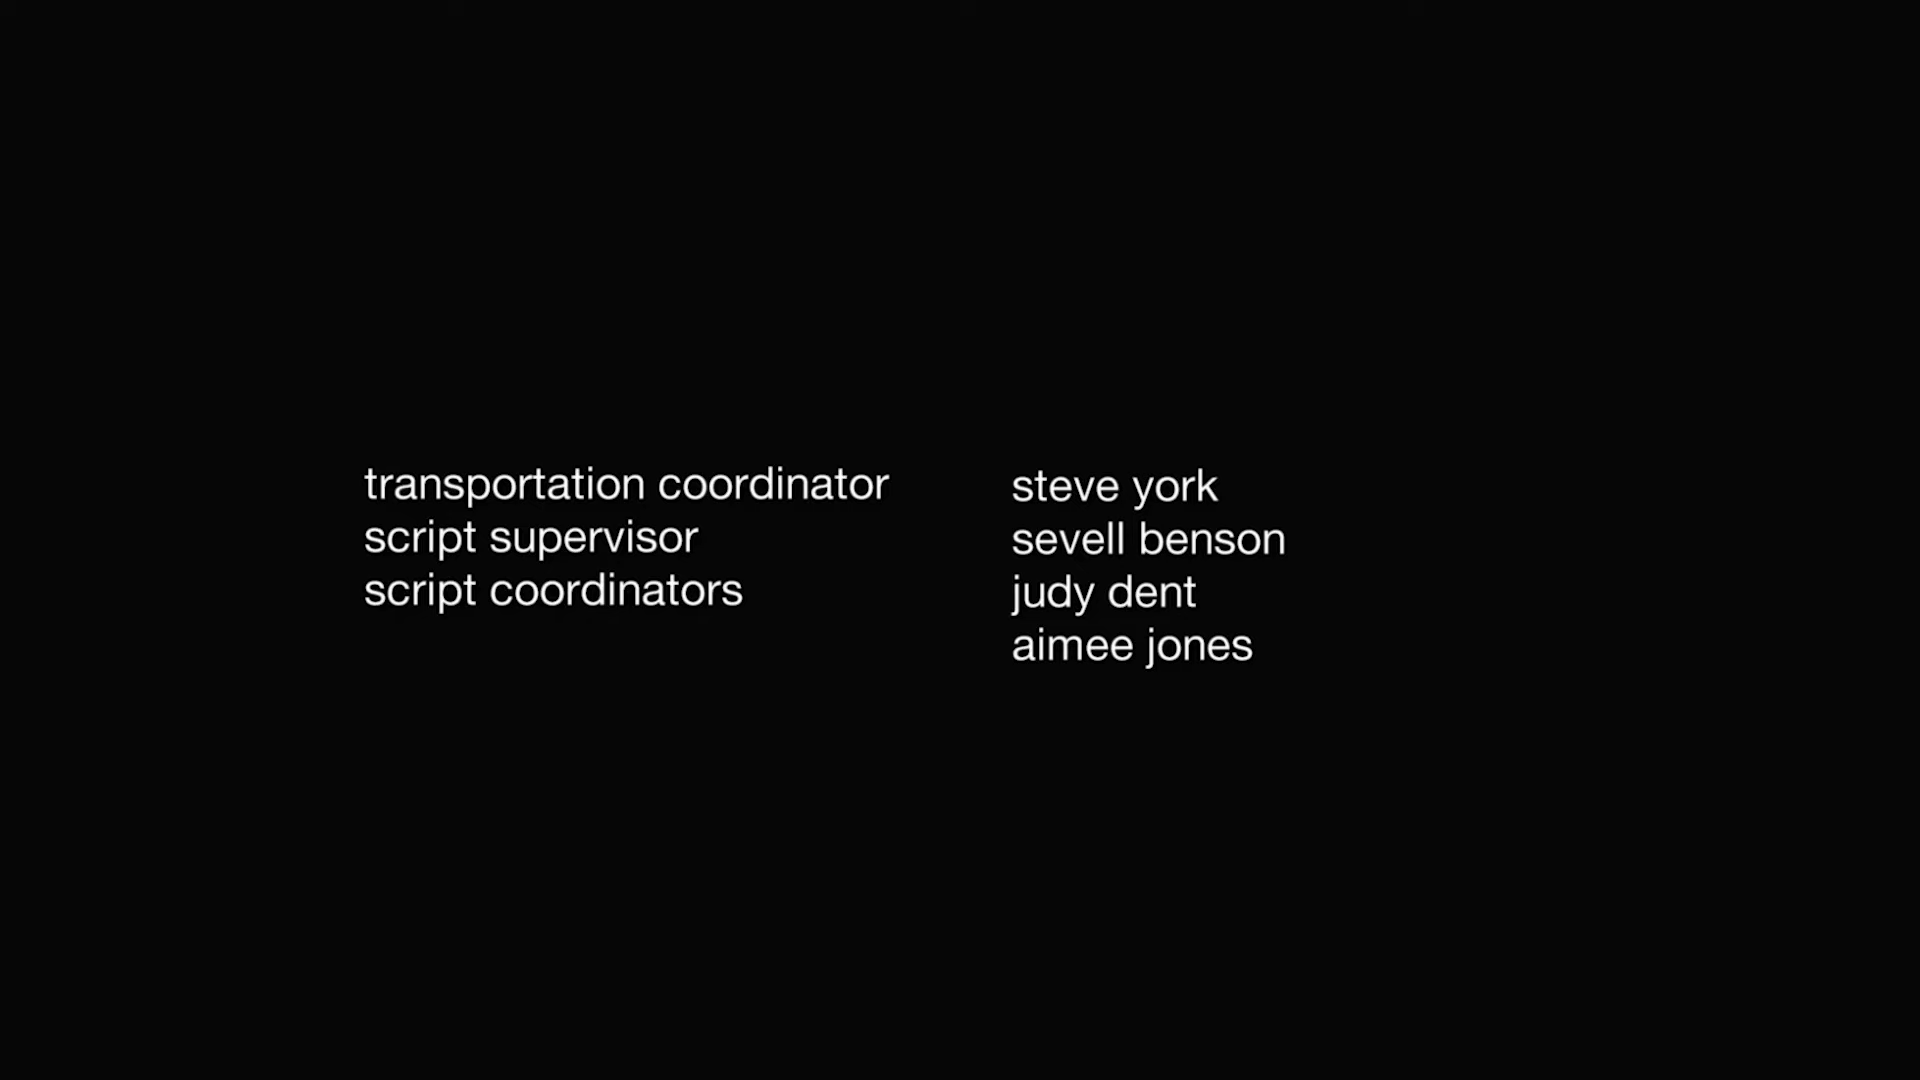 transportation coordinator steve york
script supervisor sevell benson
script coordinators judy dent
aimee jones